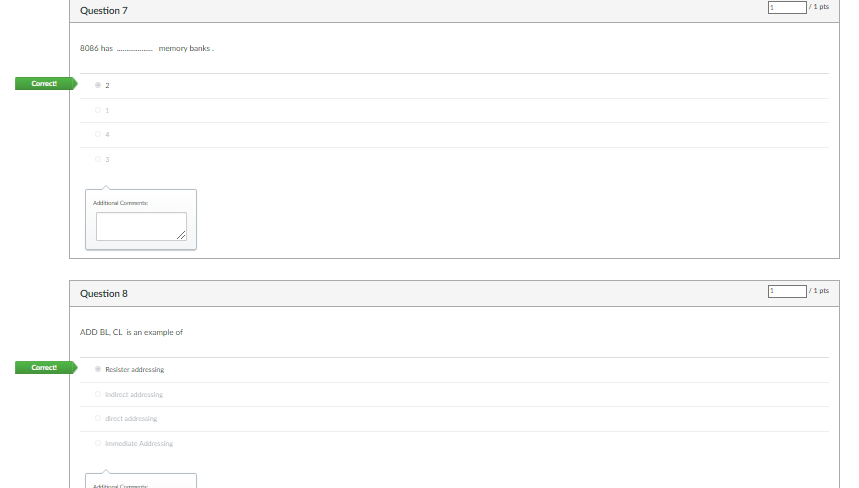 Question 7
1 / 1 pts
8086 has .................. memory banks .
Correct!
2
1
4
3
Additional Comments:
Question 8
1 / 1 pts
ADD BL, CL is an example of
Correct!
Resister addressing
Indirect addressing
direct addressing
Immediate Addressing
Additional Comments: